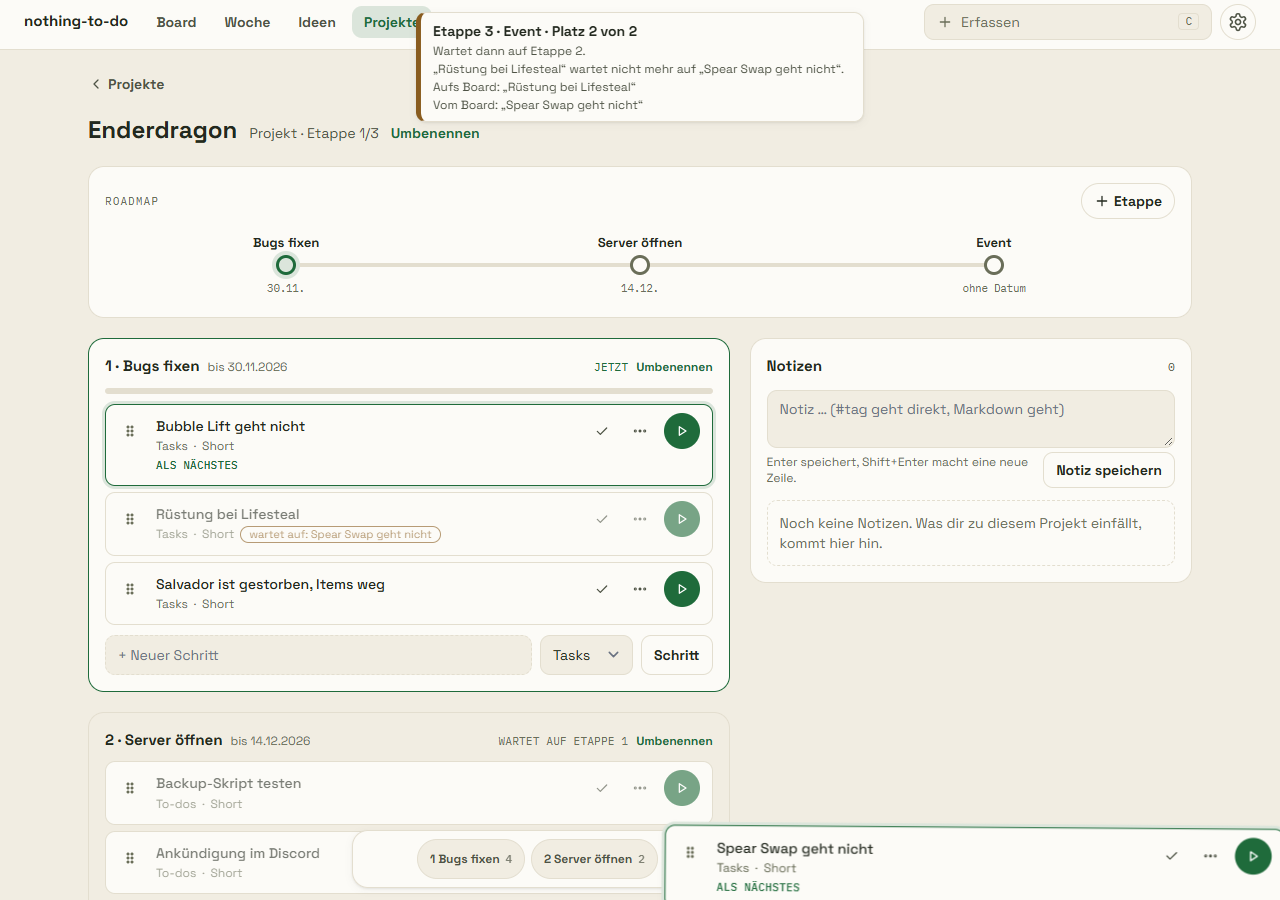 nothing-to-do
Board
Woche
Ideen
Projekte
Erfassen
C
Etappe 3 · Event · Platz 2 von 2
Wartet dann auf Etappe 2.
„Rüstung bei Lifesteal“ wartet nicht mehr auf „Spear Swap geht nicht“.
Aufs Board: „Rüstung bei Lifesteal“
Vom Board: „Spear Swap geht nicht“
Projekte
Enderdragon
Projekt · Etappe 1/3
Umbenennen
ROADMAP
+ Etappe
Bugs fixen
Server öffnen
Event
30.11.
14.12.
ohne Datum
1 · Bugs fixen
bis 30.11.2026
JETZT
Umbenennen
Bubble Lift geht nicht
Tasks · Short
ALS NÄCHSTES
Rüstung bei Lifesteal
Tasks · Short
wartet auf: Spear Swap geht nicht
Salvador ist gestorben, Items weg
Tasks · Short
+ Neuer Schritt
Tasks
Schritt
Notizen
0
Notiz … (#tag geht direkt, Markdown geht)
Enter speichert, Shift+Enter macht eine neue
Zeile.
Notiz speichern
Noch keine Notizen. Was dir zu diesem Projekt einfällt,
kommt hier hin.
2 · Server öffnen
bis 14.12.2026
WARTET AUF ETAPPE 1
Umbenennen
Backup-Skript testen
To-dos · Short
Ankündigung im Discord
To-dos · Short
1 Bugs fixen 4
2 Server öffnen 2
Spear Swap geht nicht
Tasks · Short
ALS NÄCHSTES